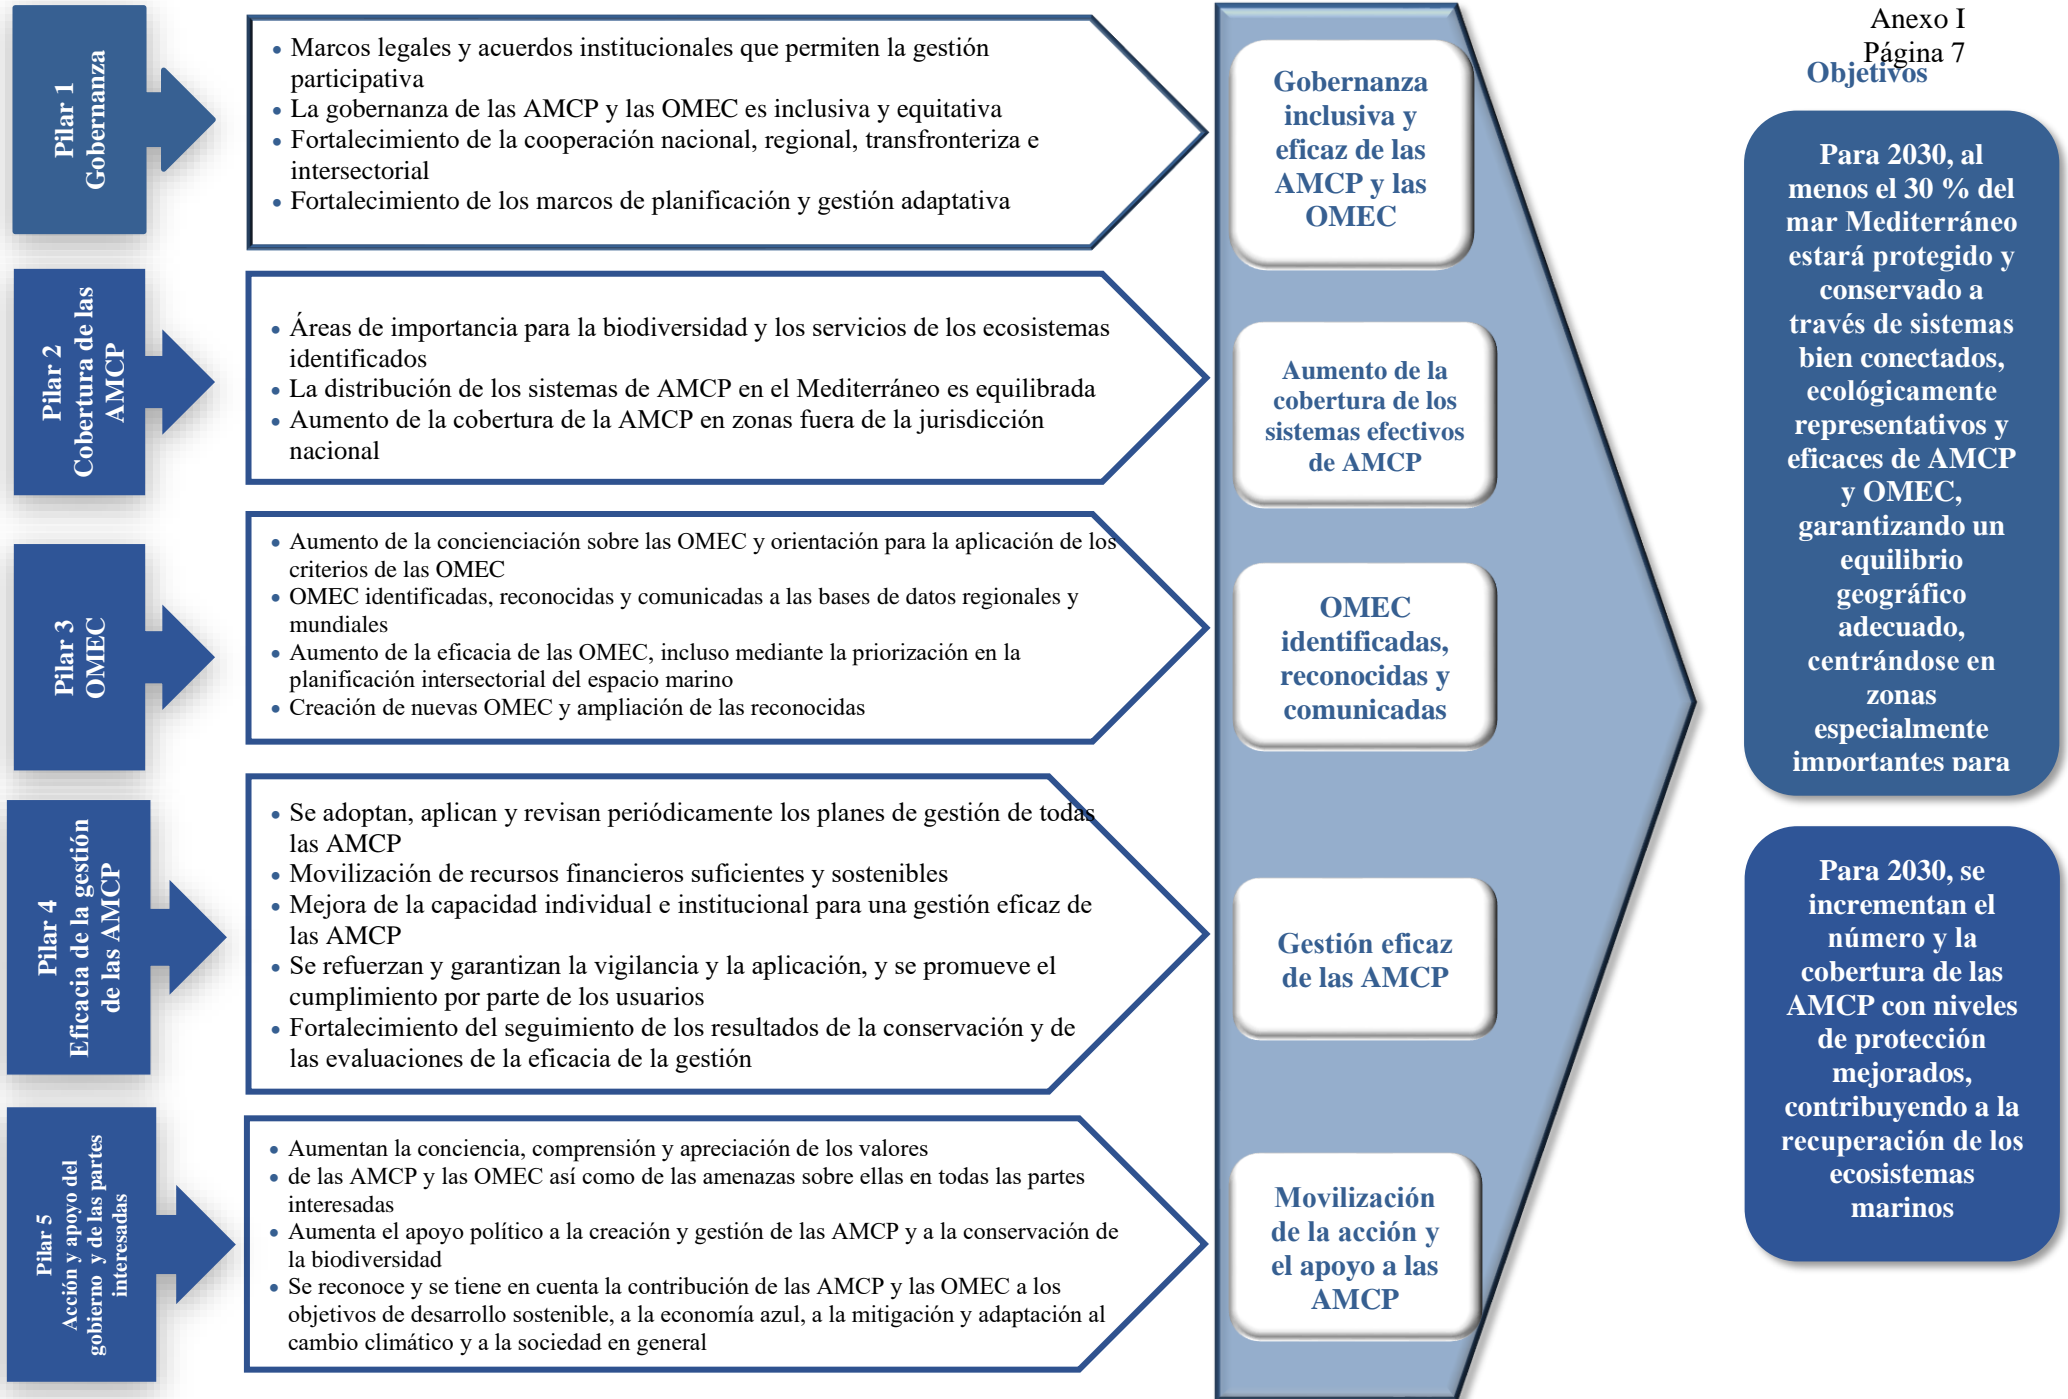 Anexo I
Página 7
Objetivos
Pilar 1
Gobernanza
• Marcos legales y acuerdos institucionales que permiten la gestión
participativa
• La gobernanza de las AMCP y las OMEC es inclusiva y equitativa
• Fortalecimiento de la cooperación nacional, regional, transfronteriza e
intersectorial
• Fortalecimiento de los marcos de planificación y gestión adaptativa
Gobernanza
inclusiva y
eficaz de las
AMCP y las
OMEC
Pilar 2
Cobertura de las
AMCP
• Áreas de importancia para la biodiversidad y los servicios de los ecosistemas
identificados
• La distribución de los sistemas de AMCP en el Mediterráneo es equilibrada
• Aumento de la cobertura de la AMCP en zonas fuera de la jurisdicción
nacional
Aumento de la
cobertura de los
sistemas efectivos
de AMCP
Pilar 3
OMEC
• Aumento de la concienciación sobre las OMEC y orientación para la aplicación de los
criterios de las OMEC
• OMEC identificadas, reconocidas y comunicadas a las bases de datos regionales y
mundiales
• Aumento de la eficacia de las OMEC, incluso mediante la priorización en la
planificación intersectorial del espacio marino
• Creación de nuevas OMEC y ampliación de las reconocidas
OMEC
identificadas,
reconocidas y
comunicadas
Pilar 4
Eficacia de la gestión
de las AMCP
• Se adoptan, aplican y revisan periódicamente los planes de gestión de todas
las AMCP
• Movilización de recursos financieros suficientes y sostenibles
• Mejora de la capacidad individual e institucional para una gestión eficaz de
las AMCP
• Se refuerzan y garantizan la vigilancia y la aplicación, y se promueve el
cumplimiento por parte de los usuarios
• Fortalecimiento del seguimiento de los resultados de la conservación y de
las evaluaciones de la eficacia de la gestión
Gestión eficaz
de las AMCP
Pilar 5
Acción y apoyo del
gobierno y de las partes
interesadas
• Aumentan la conciencia, comprensión y apreciación de los valores
• de las AMCP y las OMEC así como de las amenazas sobre ellas en todas las partes
interesadas
• Aumenta el apoyo político a la creación y gestión de las AMCP y a la conservación de
la biodiversidad
• Se reconoce y se tiene en cuenta la contribución de las AMCP y las OMEC a los
objetivos de desarrollo sostenible, a la economía azul, a la mitigación y adaptación al
cambio climático y a la sociedad en general
Movilización
de la acción y
el apoyo a las
AMCP
Para 2030, al
menos el 30 % del
mar Mediterráneo
estará protegido y
conservado a
través de sistemas
bien conectados,
ecológicamente
representativos y
eficaces de AMCP
y OMEC,
garantizando un
equilibrio
geográfico
adecuado,
centrándose en
zonas
especialmente
importantes para
Para 2030, se
incrementan el
número y la
cobertura de las
AMCP con niveles
de protección
mejorados,
contribuyendo a la
recuperación de los
ecosistemas
marinos